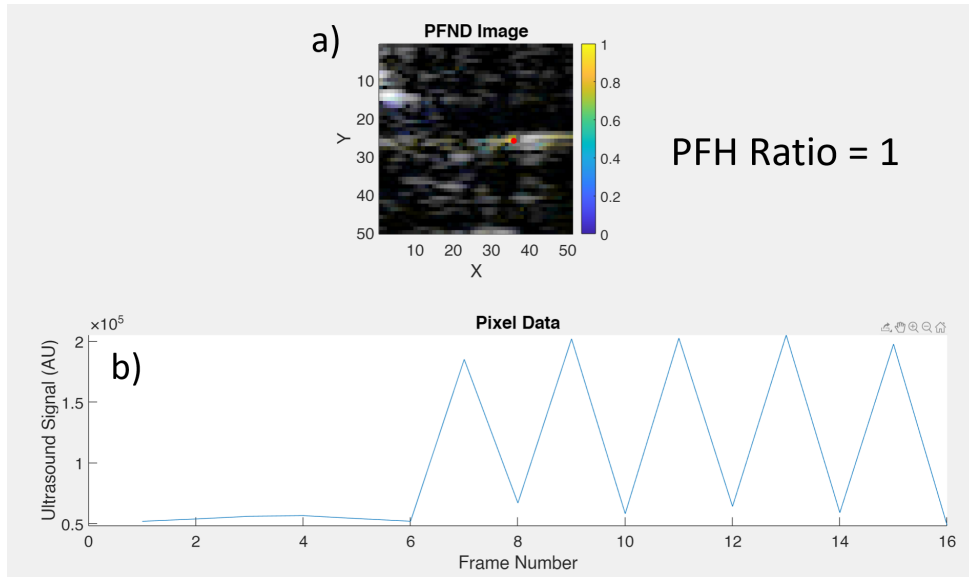 a)
PFND Image
10
20
30
40
50
Y
10 20 30 40 50
X
1
0.8
0.6
0.4
0.2
0
PFH Ratio = 1
Pixel Data
×10⁵
b)
2
1.5
1
0.5
Ultrasound Signal (AU)
0 2 4 6 8 10 12 14 16
Frame Number